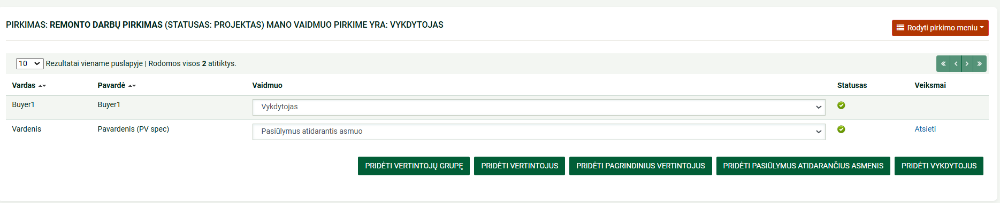 PIRKIMAS: REMONTO DARBŲ PIRKIMAS (STATUSAS: PROJEKTAS) MANO VAIDMUO PIRKIME YRA: VYKDYTOJAS
Rodyti pirkimo meniu
10 Rezultatai viename puslapyje | Rodomos visos 2 atitiktys.
Vardas Pavardė Vaidmuo Statusas Veiksmai
Buyer1 Buyer1 Vykdytojas
Vardenis Pavardenis (PV spec) Pasiūlymus atidarantis asmuo Atsieti
PRIDĖTI VERTINTOJŲ GRUPĘ PRIDĖTI VERTINTOJUS PRIDĖTI PAGRINDINIUS VERTINTOJUS PRIDĖTI PASIŪLYMUS ATIDARANČIUS ASMENIS PRIDĖTI VYKDYTOJUS